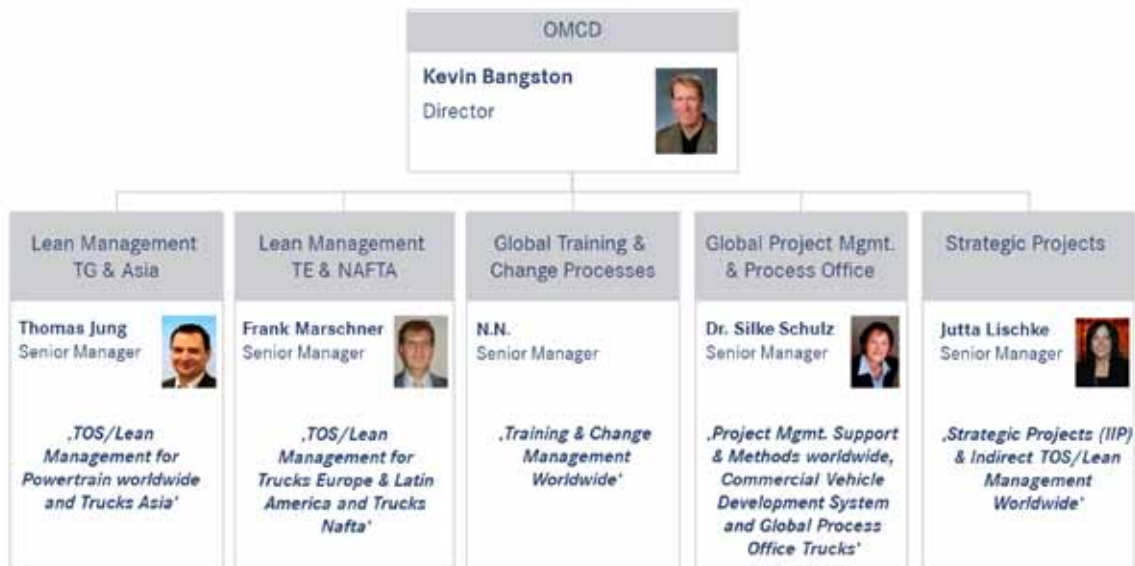 OMCD
Kevin Bangston
Director
Lean Management
TG & Asia
Thomas Jung
Senior Manager
‚TOS/Lean
Management for
Powertrain worldwide
and Trucks Asia‘
Lean Management
TE & NAFTA
Frank Marschner
Senior Manager
‚TOS/Lean
Management for
Trucks Europe & Latin
America and Trucks
Nafta‘
Global Training &
Change Processes
N.N.
Senior Manager
‚Training & Change
Management
Worldwide‘
Global Project Mgmt.
& Process Office
Dr. Silke Schulz
Senior Manager
‚Project Mgmt. Support
& Methods worldwide,
Commercial Vehicle
Development System
and Global Process
Office Trucks‘
Strategic Projects
Jutta Lischke
Senior Manager
‚Strategic Projects (IIP)
& Indirect TOS/Lean
Management
Worldwide‘